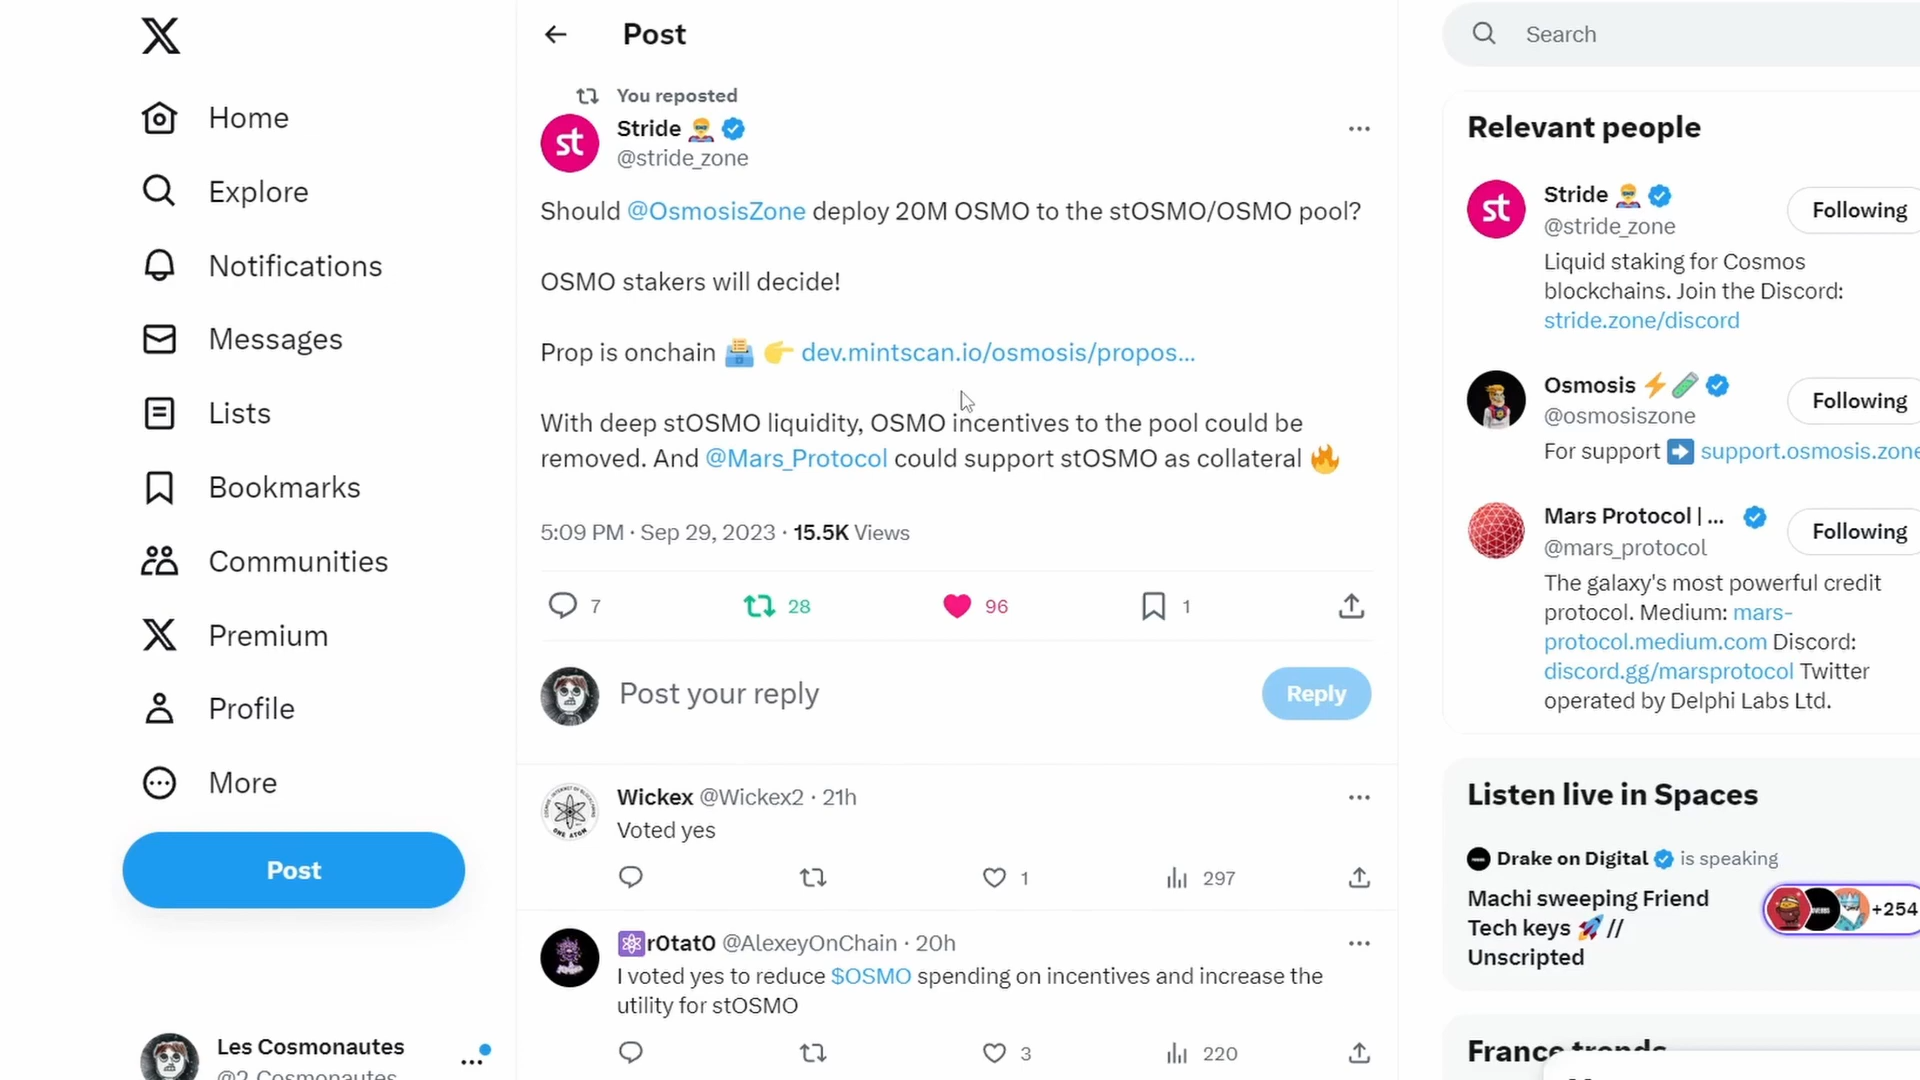 Home
Explore
Notifications
Messages
Lists
Bookmarks
Communities
Premium
Profile
More
Post
Les Cosmonautes
Post
You reposted
st
Stride
@stride_zone
Should @OsmosisZone deploy 20M OSMO to the stOSMO/OSMO pool?
OSMO stakers will decide!
Prop is onchain 🗳️ 👉 dev.mintscan.io/osmosis/propos...
With deep stOSMO liquidity, OSMO incentives to the pool could be
removed. And @Mars_Protocol could support stOSMO as collateral 🔥
5:09 PM · Sep 29, 2023 · 15.5K Views
7 28 96 1
Post your reply
Reply
Wickex @Wickex2 · 21h
Voted yes
1 297
⚛️r0tat0 @AlexeyOnChain · 20h
I voted yes to reduce $OSMO spending on incentives and increase the
utility for stOSMO
3 220
Search
Relevant people
st
Stride
Following
@stride_zone
Liquid staking for Cosmos
blockchains. Join the Discord:
stride.zone/discord
Osmosis ⚡🧪
Following
@osmosiszone
For support ➡️ support.osmosis.zone
Mars Protocol | ...
Following
@mars_protocol
The galaxy's most powerful credit
protocol. Medium: mars-
protocol.medium.com Discord:
discord.gg/marsprotocol Twitter
operated by Delphi Labs Ltd.
Listen live in Spaces
Drake on Digital is speaking
Machi sweeping Friend
Tech keys 🚀 //
Unscripted
+254
France trends